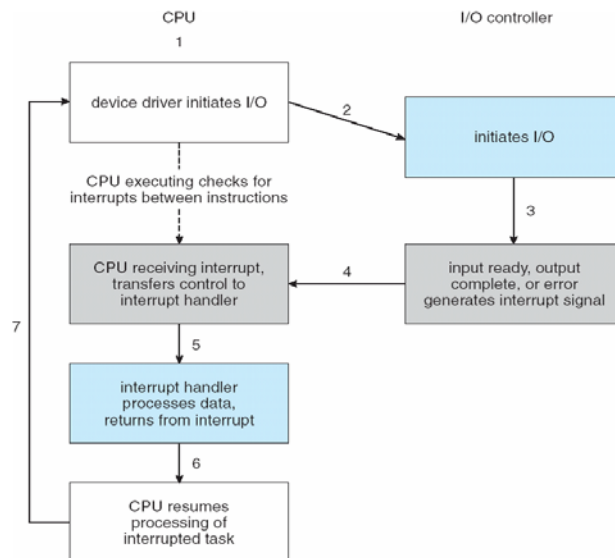 CPU
I/O controller
1
device driver initiates I/O
2
initiates I/O
CPU executing checks for
interrupts between instructions
3
CPU receiving interrupt,
transfers control to
interrupt handler
4
input ready, output
complete, or error
generates interrupt signal
7
5
interrupt handler
processes data,
returns from interrupt
6
CPU resumes
processing of
interrupted task